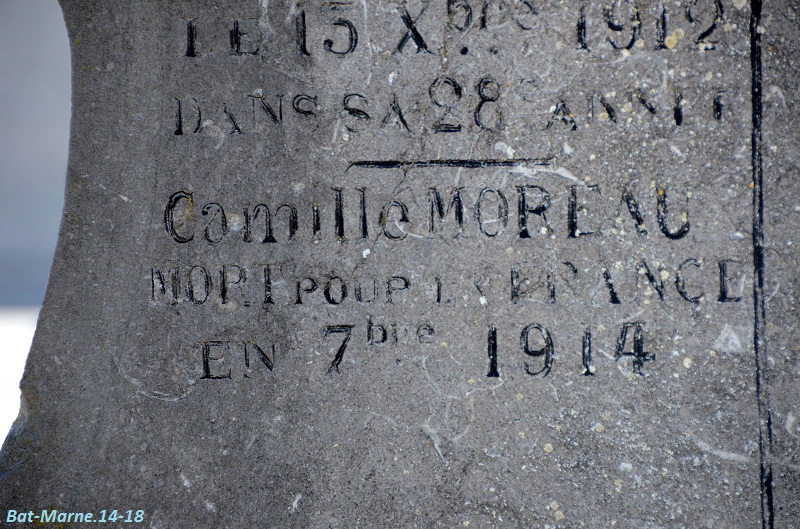 LE 15 Xbre 1912
DANS SA 28e ANNÉE
Camille MOREAU
MORT POUR LA FRANCE
EN 7bre 1914
Bat-Marne.14-18